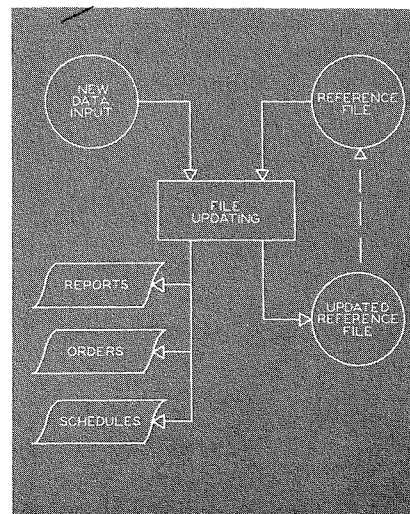 NEW
DATA
INPUT
REFERENCE
FILE
FILE
UPDATING
REPORTS
ORDERS
SCHEDULES
UPDATED
REFERENCE
FILE